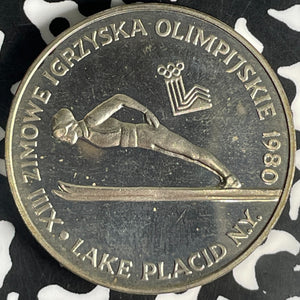 XIII ZIMOWE IGRZYSKA OLIMPIJSKIE 1980
• LAKE PLACID N.Y. •